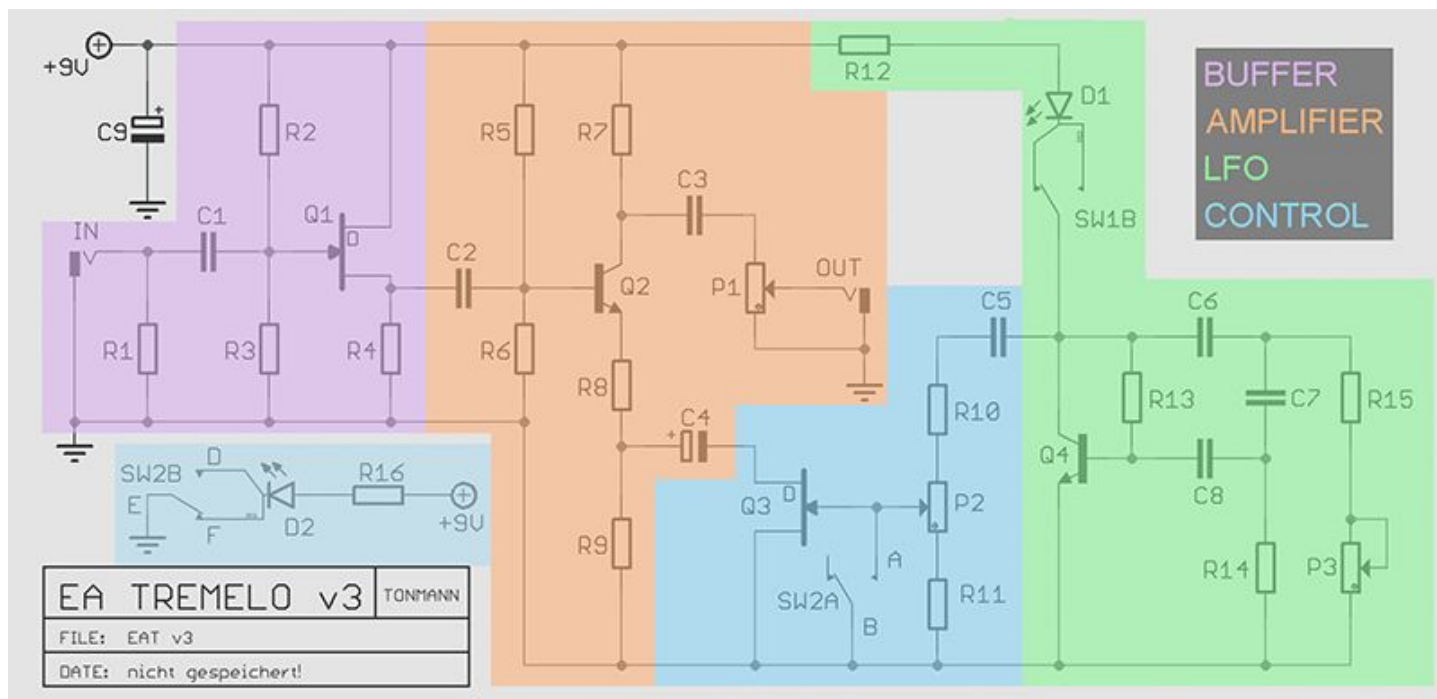 +9V
C9
R2
R5
R7
R12
D1
BUFFER
AMPLIFIER
LFO
CONTROL
IN
C1
Q1
D
C2
C3
SW1B
Q2
P1
OUT
C5
C6
R1
R3
R4
R6
R8
R10
R13
C7
R15
C4
Q4
C8
SW2B
D
R16
E
F
D2
+9V
Q3
D
P2
R9
A
SW2A
B
R11
R14
P3
EA TREMELO v3
TONMANN
FILE: EAT v3
DATE: nicht gespeichert!